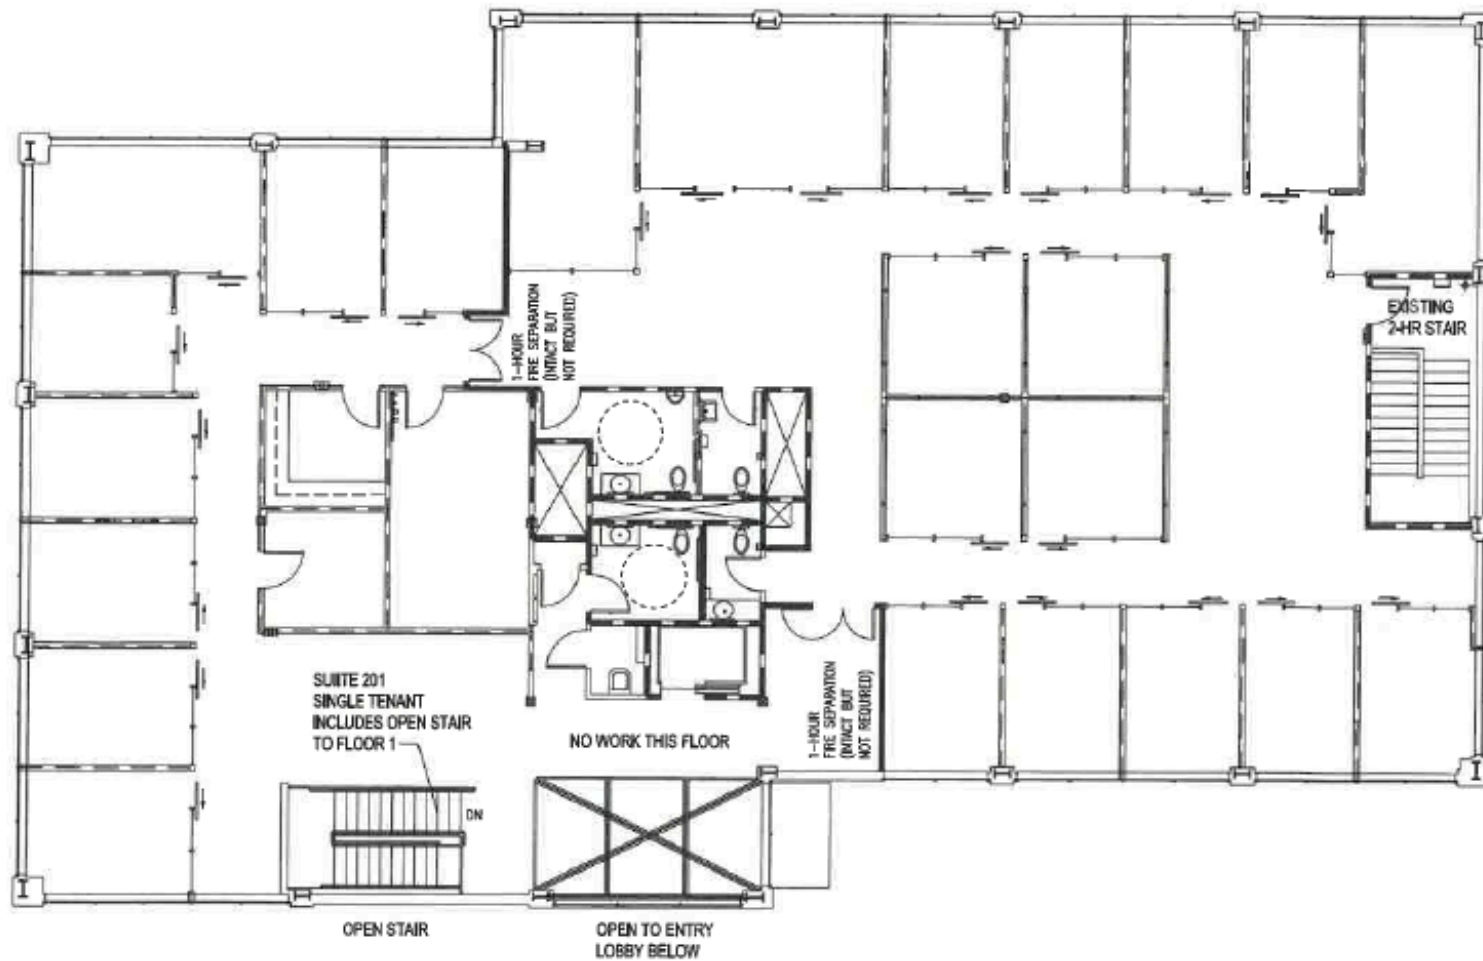 1-HOUR
FIRE SEPARATION
(INTACT BUT
NOT REQUIRED)
EXISTING
2-HR STAIR
SUIITE 201
SINGLE TENANT
INCLUDES OPEN STAIR
TO FLOOR 1
NO WORK THIS FLOOR
1-HOUR
FIRE SEPARATION
(INTACT BUT
NOT REQUIRED)
DN
OPEN STAIR
OPEN TO ENTRY
LOBBY BELOW